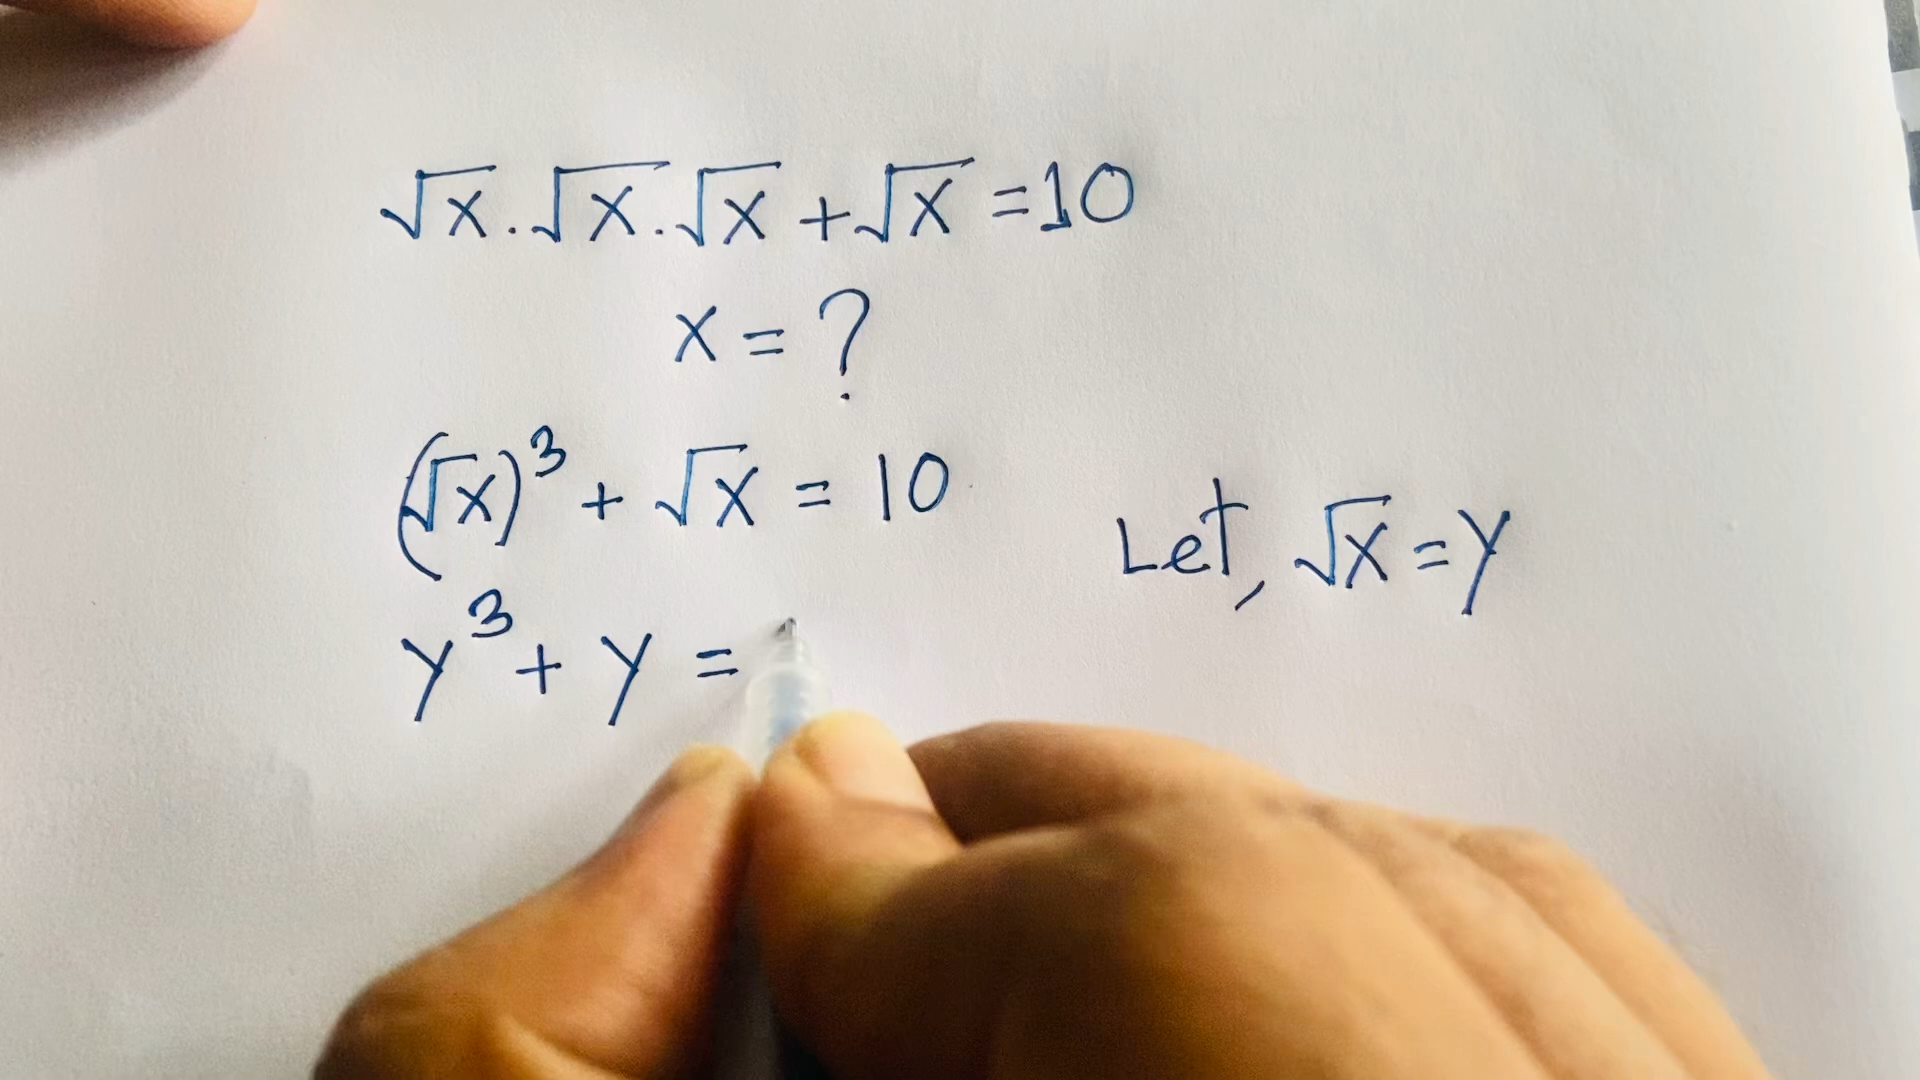 √x.√x.√x+√x=10
x=?
(√x)³+√x=10
Let, √x=y
y³+y=